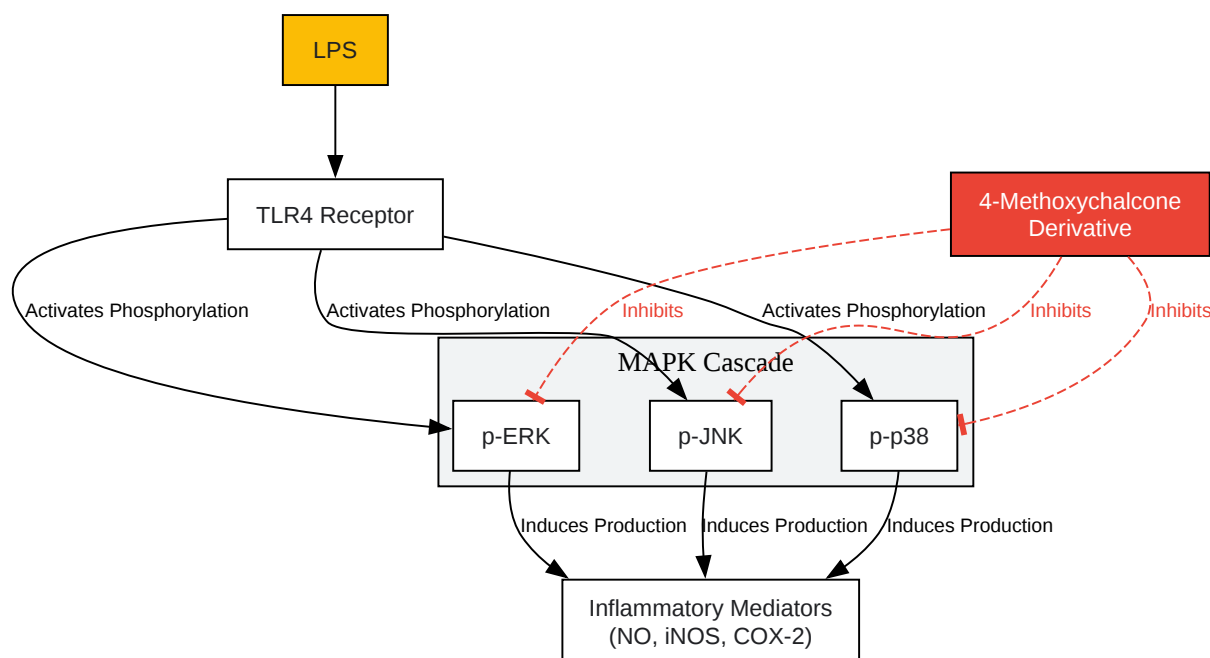 LPS
TLR4 Receptor
4-Methoxychalcone
Derivative
Activates Phosphorylation
Activates Phosphorylation
Inhibits
Activates Phosphorylation
Inhibits
Inhibits
MAPK Cascade
p-ERK
p-JNK
p-p38
Induces Production
Induces Production
Induces Production
Inflammatory Mediators
(NO, iNOS, COX-2)